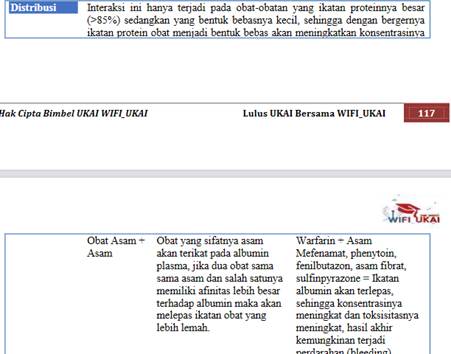 Distribusi
Interaksi ini hanya terjadi pada obat-obatan yang ikatan proteinnya besar
(>85%) sedangkan yang bentuk bebasnya kecil, sehingga dengan bergernya
ikatan protein obat menjadi bentuk bebas akan meningkatkan konsentrasinya
Hak Cipta Bimbel UKAI WIFI_UKAI
Lulus UKAI Bersama WIFI_UKAI
117
WIFI UKAI
Obat Asam +
Asam
Obat yang sifatnya asam
akan terikat pada albumin
plasma, jika dua obat sama
sama asam dan salah satunya
memiliki afinitas lebih besar
terhadap albumin maka akan
melepas ikatan obat yang
lebih lemah.
Warfarin + Asam
Mefenamat, phenytoin,
fenilbutazon, asam fibrat,
sulfinpyrazone = Ikatan
albumin akan terlepas,
sehingga konsentrasinya
meningkat dan toksisitasnya
meningkat, hasil akhir
kemungkinan terjadi
perdarahan (bleeding)